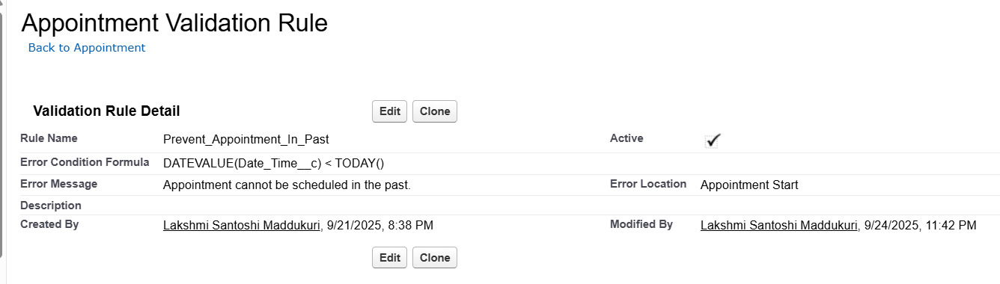 Appointment Validation Rule
Back to Appointment
Validation Rule Detail
Edit Clone
Rule Name Prevent_Appointment_In_Past Active
Error Condition Formula DATEVALUE(Date_Time__c) < TODAY()
Error Message Appointment cannot be scheduled in the past. Error Location Appointment Start
Description
Created By Lakshmi Santoshi Maddukuri, 9/21/2025, 8:38 PM Modified By Lakshmi Santoshi Maddukuri, 9/24/2025, 11:42 PM
Edit Clone